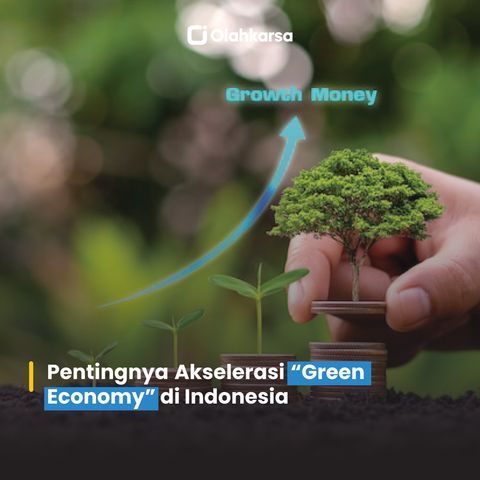 Olahkarsa
Growth Money
Pentingnya Akselerasi “Green
Economy” di Indonesia